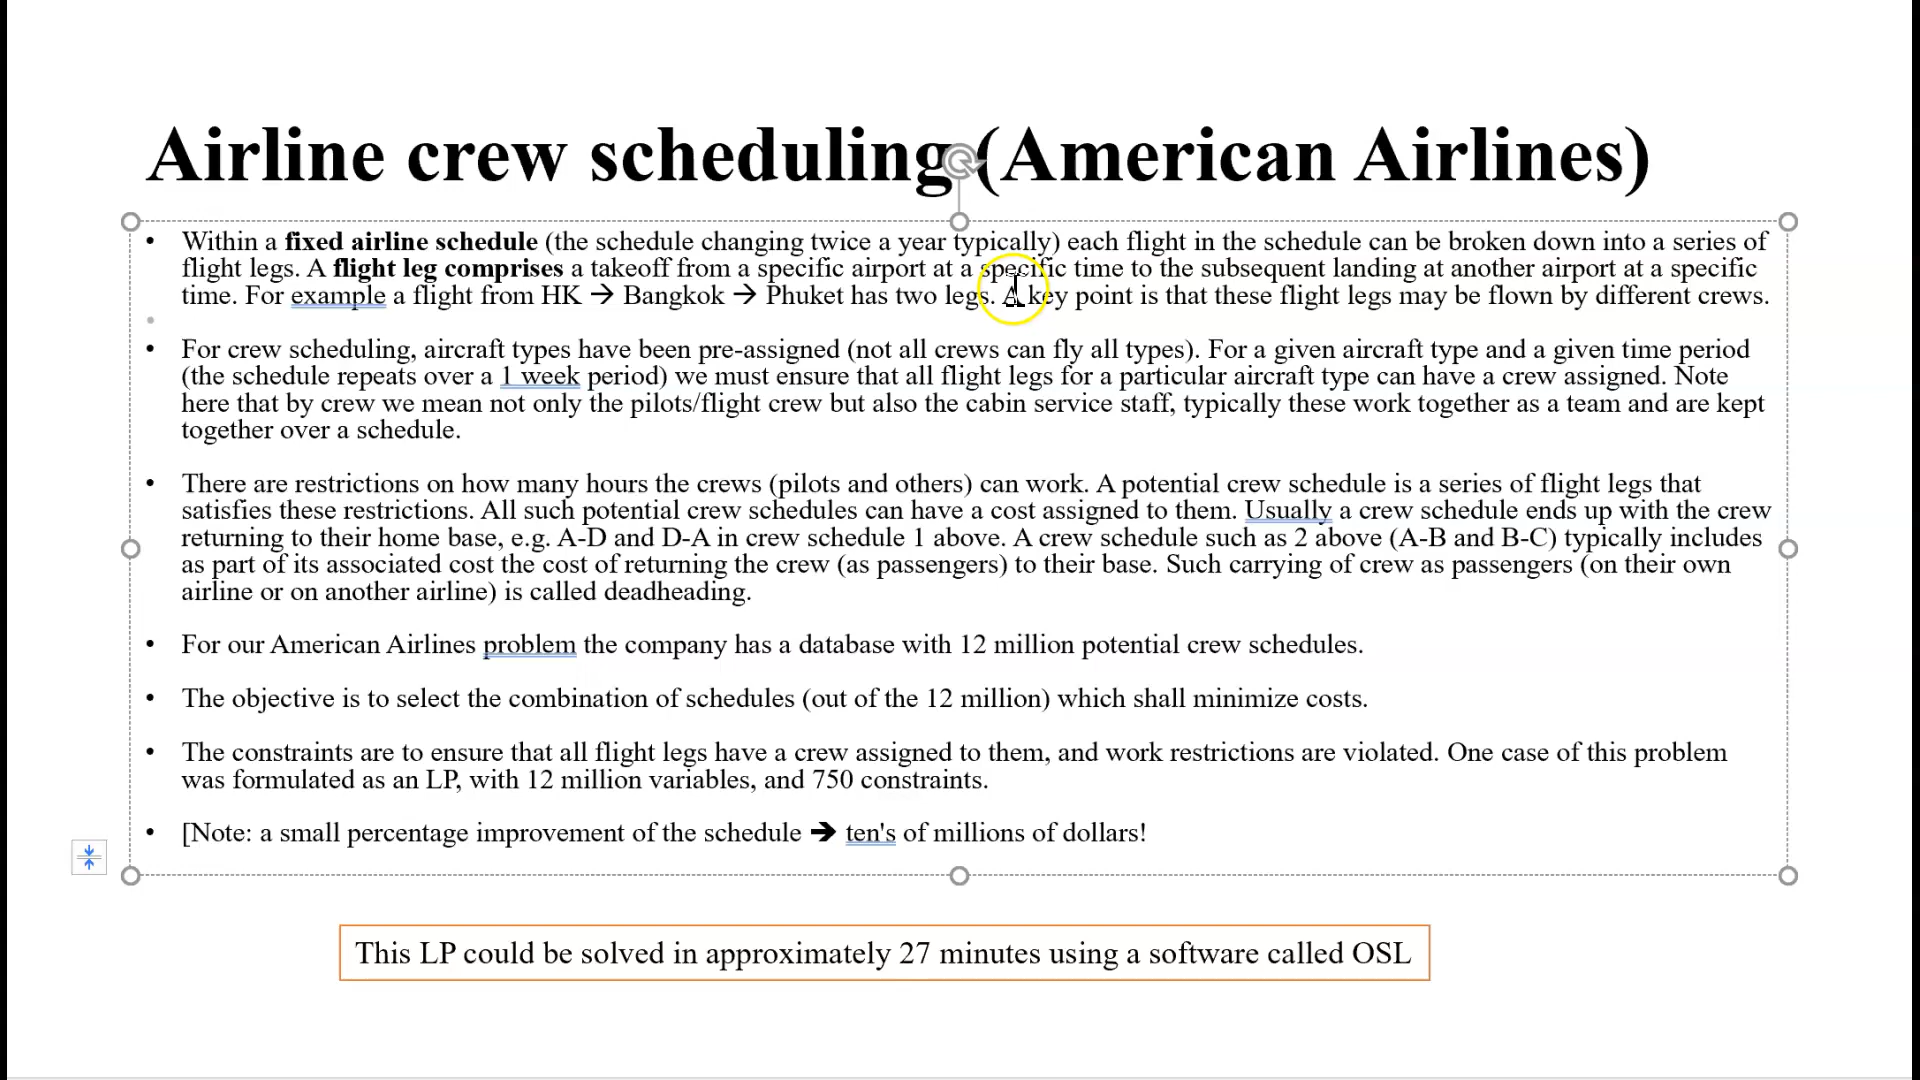 Airline crew scheduling (American Airlines)
• Within a fixed airline schedule (the schedule changing twice a year typically) each flight in the schedule can be broken down into a series of
flight legs. A flight leg comprises a takeoff from a specific airport at a specific time to the subsequent landing at another airport at a specific
time. For example a flight from HK → Bangkok → Phuket has two legs. A key point is that these flight legs may be flown by different crews.
•
• For crew scheduling, aircraft types have been pre-assigned (not all crews can fly all types). For a given aircraft type and a given time period
(the schedule repeats over a 1 week period) we must ensure that all flight legs for a particular aircraft type can have a crew assigned. Note
here that by crew we mean not only the pilots/flight crew but also the cabin service staff, typically these work together as a team and are kept
together over a schedule.
• There are restrictions on how many hours the crews (pilots and others) can work. A potential crew schedule is a series of flight legs that
satisfies these restrictions. All such potential crew schedules can have a cost assigned to them. Usually a crew schedule ends up with the crew
returning to their home base, e.g. A-D and D-A in crew schedule 1 above. A crew schedule such as 2 above (A-B and B-C) typically includes
as part of its associated cost the cost of returning the crew (as passengers) to their base. Such carrying of crew as passengers (on their own
airline or on another airline) is called deadheading.
• For our American Airlines problem the company has a database with 12 million potential crew schedules.
• The objective is to select the combination of schedules (out of the 12 million) which shall minimize costs.
• The constraints are to ensure that all flight legs have a crew assigned to them, and work restrictions are violated. One case of this problem
was formulated as an LP, with 12 million variables, and 750 constraints.
• [Note: a small percentage improvement of the schedule ➔ ten's of millions of dollars!
This LP could be solved in approximately 27 minutes using a software called OSL